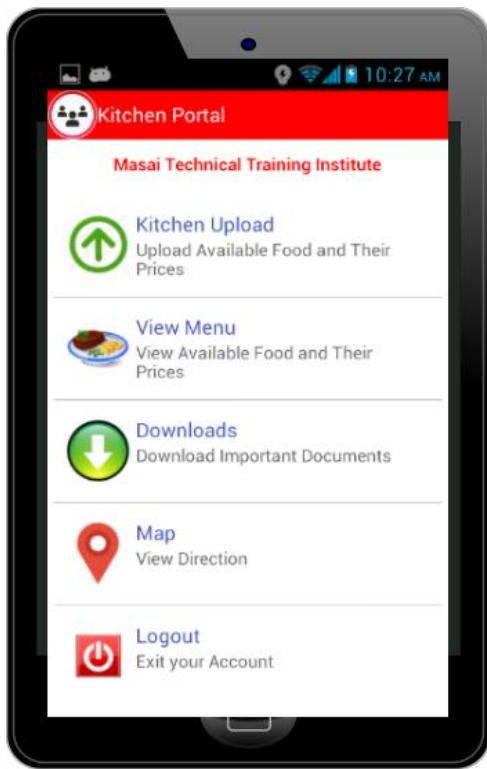 10:27 AM
Kitchen Portal
Masai Technical Training Institute
Kitchen Upload
Upload Available Food and Their
Prices
View Menu
View Available Food and Their
Prices
Downloads
Download Important Documents
Map
View Direction
Logout
Exit your Account